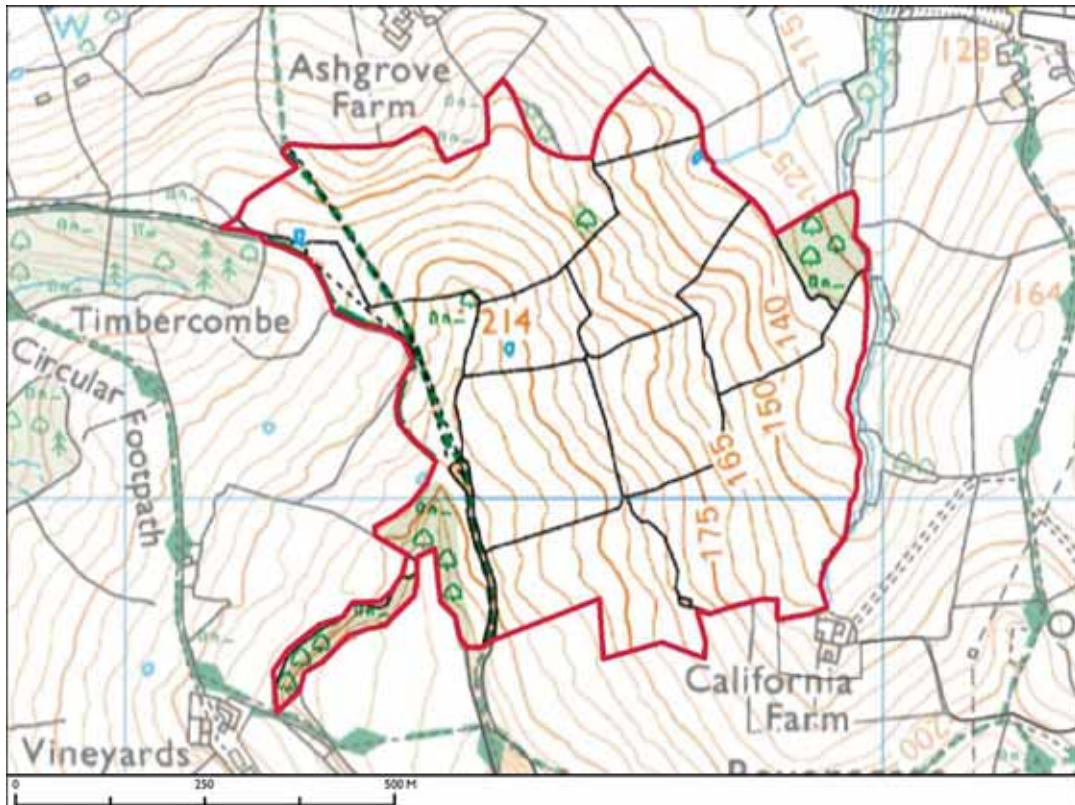 W
Ashgrove
Farm
115
128
125
Timbercombe
214
164
Circular Footpath
140
150
165
175
California
Farm
200
Vineyards
0 250 500 M